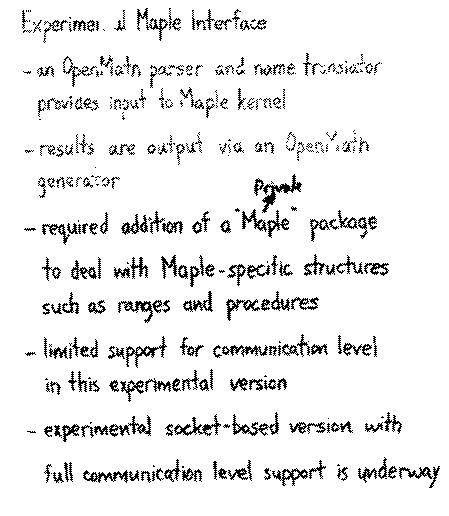 Experimental Maple Interface
- an OpenMath parser and name translator
provides input to Maple kernel
- results are output via an OpenMath
generator
Private
- required addition of a "Maple" package
to deal with Maple-specific structures
such as ranges and procedures
- limited support for communication level
in this experimental version
- experimental socket-based version with
full communication level support is underway